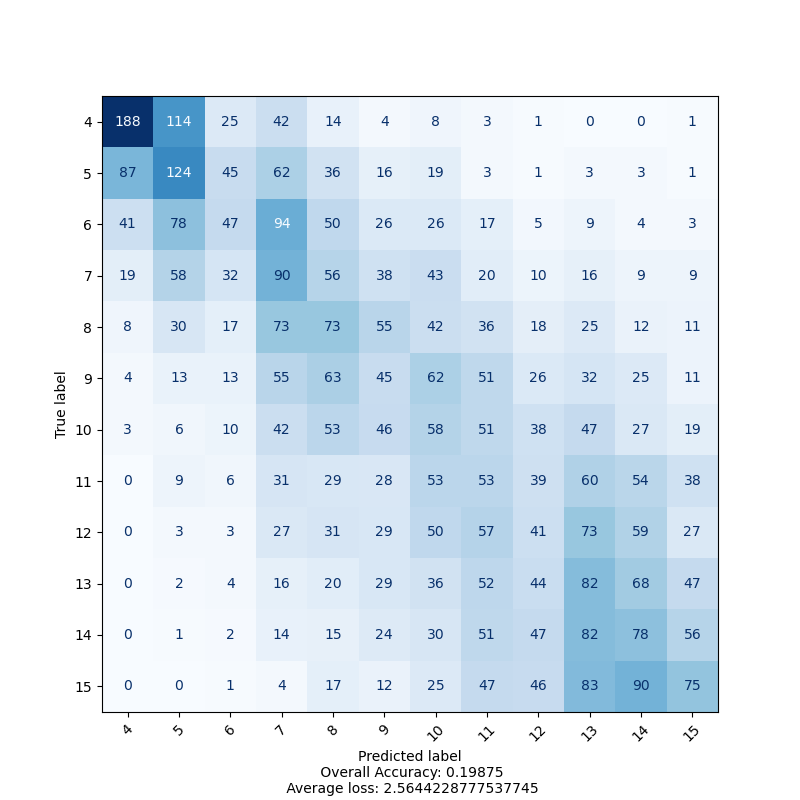 4 188 114 25 42 14 4 8 3 1 0 0 1
5 87 124 45 62 36 16 19 3 1 3 3 1
6 41 78 47 94 50 26 26 17 5 9 4 3
7 19 58 32 90 56 38 43 20 10 16 9 9
8 8 30 17 73 73 55 42 36 18 25 12 11
9 4 13 13 55 63 45 62 51 26 32 25 11
10 3 6 10 42 53 46 58 51 38 47 27 19
11 0 9 6 31 29 28 53 53 39 60 54 38
12 0 3 3 27 31 29 50 57 41 73 59 27
13 0 2 4 16 20 29 36 52 44 82 68 47
14 0 1 2 14 15 24 30 51 47 82 78 56
15 0 0 1 4 17 12 25 47 46 83 90 75
True label
4 5 6 7 8 9 10 11 12 13 14 15
Predicted label
Overall Accuracy: 0.19875
Average loss: 2.5644228777537745